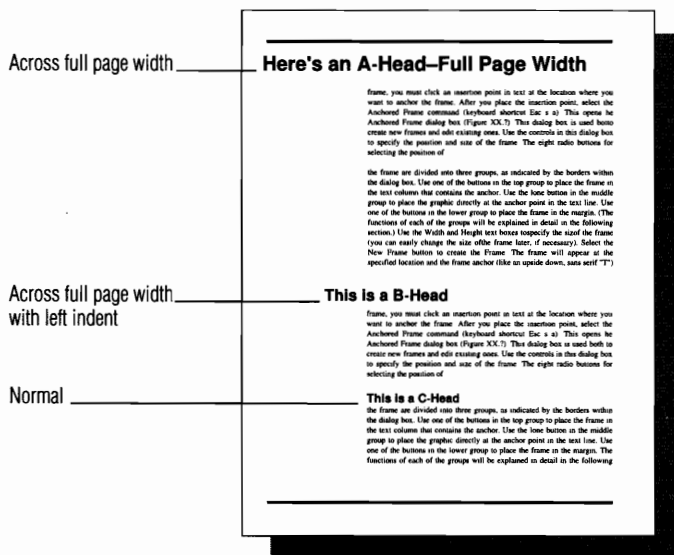 Across full page width
Here's an A-Head–Full Page Width
frame, you must click an insertion point in text at the location where you
want to anchor the frame. After you place the insertion point, select the
Anchored Frame command (keyboard shortcut Esc s a) This opens he
Anchored Frame dialog box (Figure XX.?) This dialog box is used botto
create new frames and edit existing ones. Use the controls in this dialog box
to specify the position and size of the frame The eight radio buttons for
selecting the position of
the frame are divided into three groups, as indicated by the borders within
the dialog box. Use one of the buttons in the top group to place the frame in
the text column that contains the anchor. Use the lone button in the middle
group to place the graphic directly at the anchor point in the text line. Use
one of the buttons in the lower group to place the frame in the margin. (The
functions of each of the groups will be explained in detail in the following
section.) Use the Width and Height text boxes tospecify the sizof the frame
(you can easily change the size ofthe frame later, if necessary). Select the
New Frame button to create the Frame The frame will appear at the
specified location and the frame anchor (like an upside down, sans serif "T")
Across full page width
with left indent
This is a B-Head
frame, you must click an insertion point in text at the location where you
want to anchor the frame After you place the insertion point, select the
Anchored Frame command (keyboard shortcut Esc s a) This opens he
Anchored Frame dialog box (Figure XX.?) This dialog box is used both to
create new frames and edit existing ones. Use the controls in this dialog box
to specify the position and size of the frame The eight radio buttons for
selecting the position of
Normal
This is a C-Head
the frame are divided into three groups, as indicated by the borders within
the dialog box. Use one of the buttons in the top group to place the frame in
the text column that contains the anchor. Use the lone button in the middle
group to place the graphic directly at the anchor point in the text line. Use
one of the buttons in the lower group to place the frame in the margin. The
functions of each of the groups will be explained in detail in the following